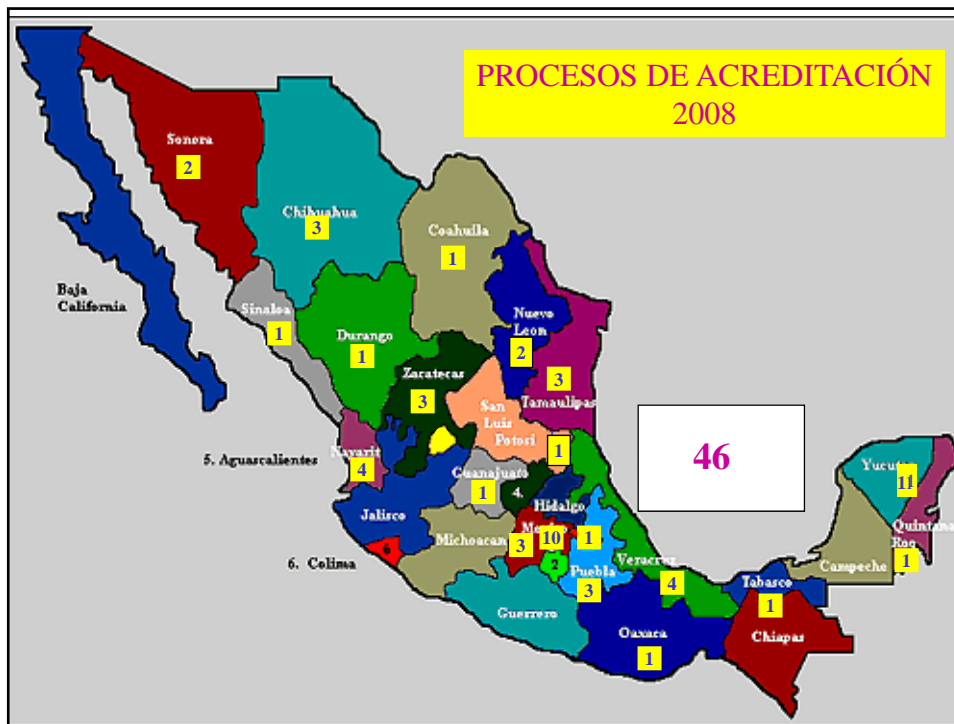 PROCESOS DE ACREDITACIÓN
2008
Sonora
2
Chihuahua
3
Coahuila
1
Baja
California
Sinaloa
1
Durango
1
Nuevo
Leon
2
Zacatecas
3
3
Tamaulipas
San
Luis
Potosi
1
46
5. Aguascalientes
Nayarit
4
Guanajuato
1
4.
Hidalgo
Yucutan
Jalisco
Michoacan
3
10
1
Quintana
Roo
1
6. Colima
6
2
Puebla
3
Veracruz
4
Campeche
Tabasco
1
Guerrero
Oaxaca
1
Chiapas